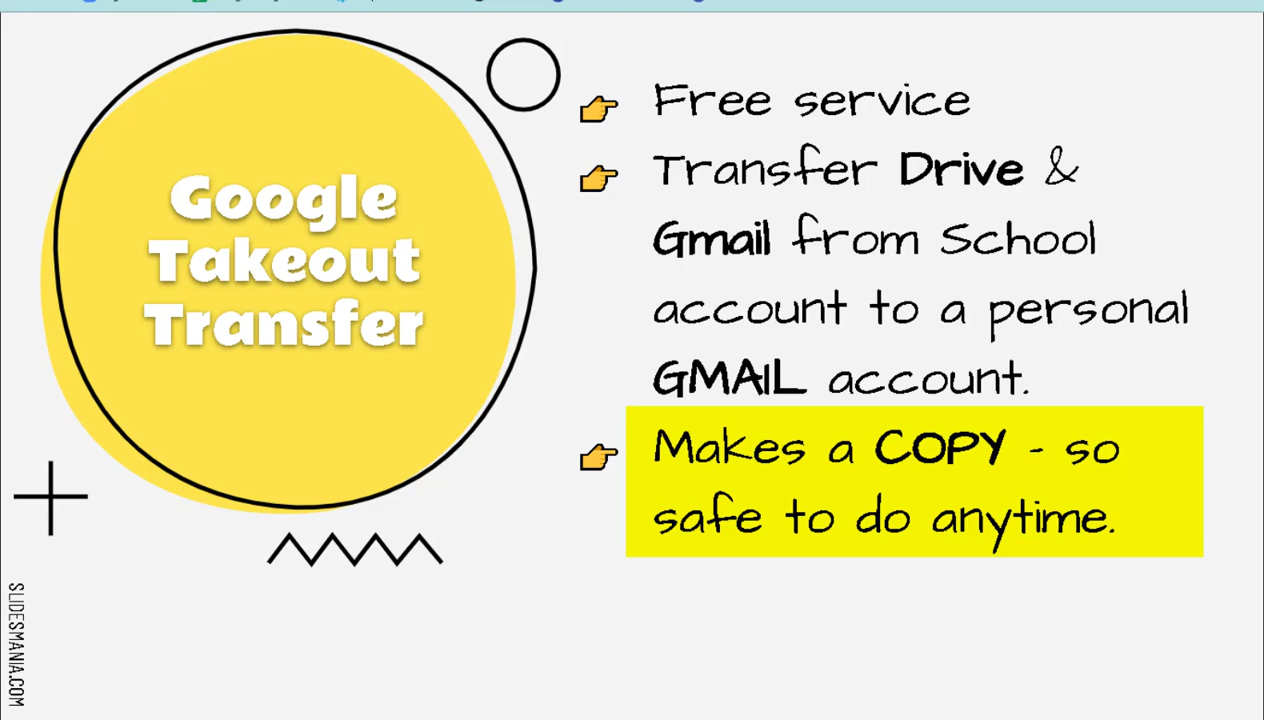 Google
Takeout
Transfer
👉 Free service
👉 Transfer Drive &
Gmail from School
account to a personal
GMAIL account.
👉 Makes a COPY - so
safe to do anytime.
SLIDESMANIA.COM